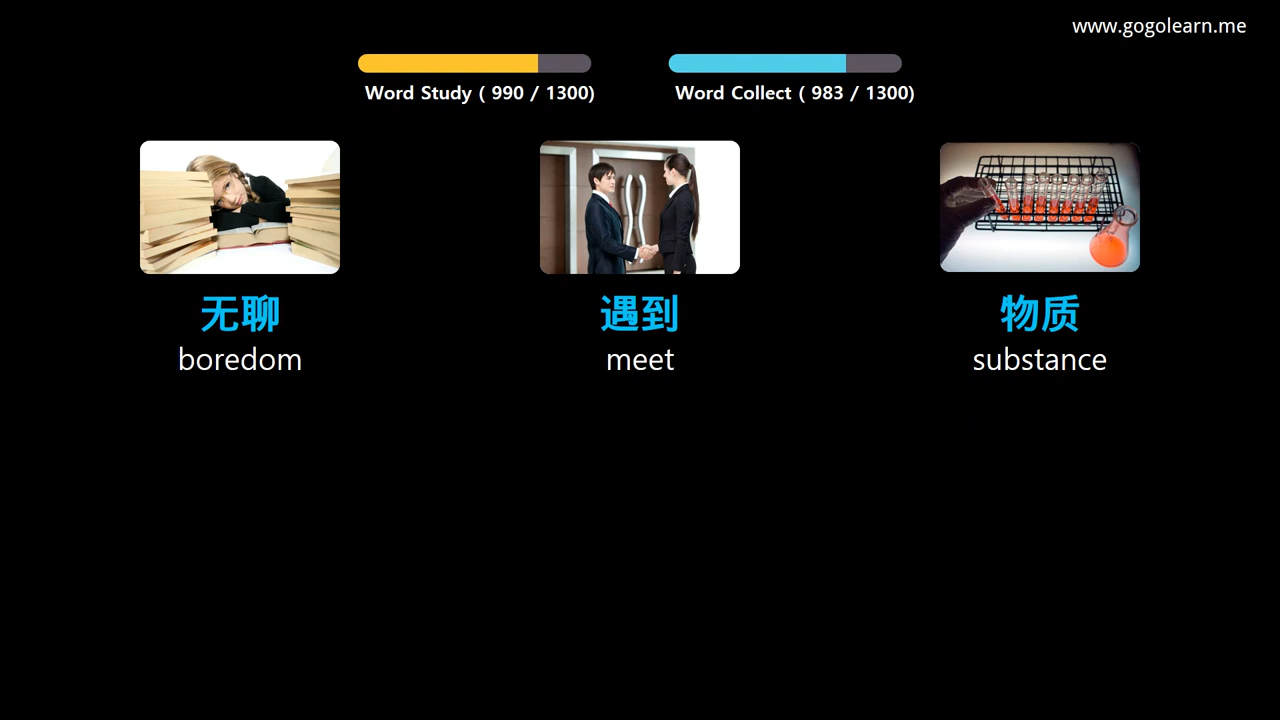 www.gogolearn.me
Word Study ( 990 / 1300)
Word Collect ( 983 / 1300)
无聊
boredom
遇到
meet
物质
substance